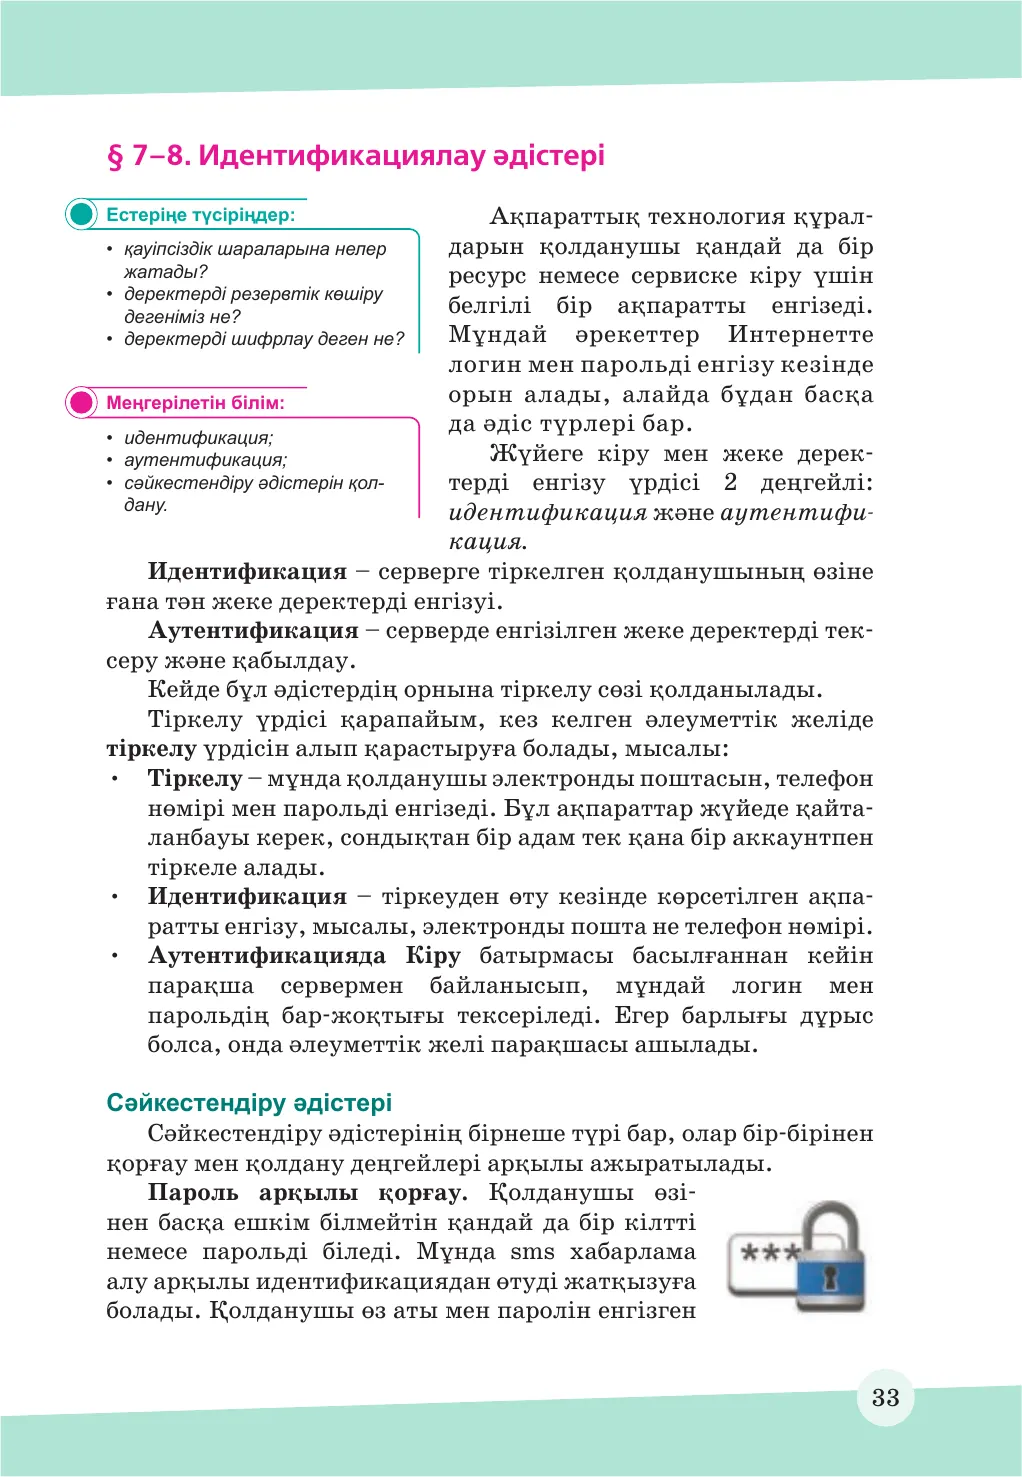 § 7–8. Идентификациялау әдістері
Естеріңе түсіріңдер:
• қауіпсіздік шараларына нелер
жатады?
• деректерді резервтік көшіру
дегеніміз не?
• деректерді шифрлау деген не?
Меңгерілетін білім:
• идентификация;
• аутентификация;
• сәйкестендіру әдістерін қол-
дану.
Ақпараттық технология құрал-
дарын қолданушы қандай да бір
ресурс немесе сервиске кіру үшін
белгілі бір ақпаратты енгізеді.
Мұндай әрекеттер Интернетте
логин мен парольді енгізу кезінде
орын алады, алайда бұдан басқа
да әдіс түрлері бар.
Жүйеге кіру мен жеке дерек-
терді енгізу үрдісі 2 деңгейлі:
идентификация және аутентифи-
кация.
Идентификация – серверге тіркелген қолданушының өзіне
ғана тән жеке деректерді енгізуі.
Аутентификация – серверде енгізілген жеке деректерді тек-
серу және қабылдау.
Кейде бұл әдістердің орнына тіркелу сөзі қолданылады.
Тіркелу үрдісі қарапайым, кез келген әлеуметтік желіде
тіркелу үрдісін алып қарастыруға болады, мысалы:
• Тіркелу – мұнда қолданушы электронды поштасын, телефон
нөмірі мен парольді енгізеді. Бұл ақпараттар жүйеде қайта-
ланбауы керек, сондықтан бір адам тек қана бір аккаунтпен
тіркеле алады.
• Идентификация – тіркеуден өту кезінде көрсетілген ақпа-
ратты енгізу, мысалы, электронды пошта не телефон нөмірі.
• Аутентификацияда Кіру батырмасы басылғаннан кейін
парақша сервермен байланысып, мұндай логин мен
парольдің бар-жоқтығы тексеріледі. Егер барлығы дұрыс
болса, онда әлеуметтік желі парақшасы ашылады.
Сәйкестендіру әдістері
Сәйкестендіру әдістерінің бірнеше түрі бар, олар бір-бірінен
қорғау мен қолдану деңгейлері арқылы ажыратылады.
Пароль арқылы қорғау. Қолданушы өзі-
нен басқа ешкім білмейтін қандай да бір кілтті
немесе парольді біледі. Мұнда sms хабарлама
алу арқылы идентификациядан өтуді жатқызуға
болады. Қолданушы өз аты мен паролін енгізген
***
33